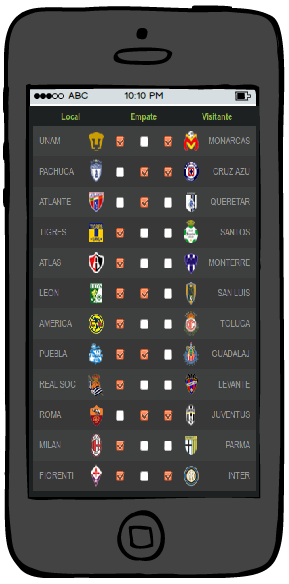 ABC 10:10 PM
Local Empate Visitante
UNAM MONARCAS
PACHUCA CRUZ AZU
ATLANTE QUERETAR
TIGRES SANTOS
ATLAS MONTERRE
LEON SAN LUIS
AMERICA TOLUCA
PUEBLA GUADALAJ
REAL SOC LEVANTE
ROMA JUVENTUS
MILAN PARMA
FIORENTI INTER